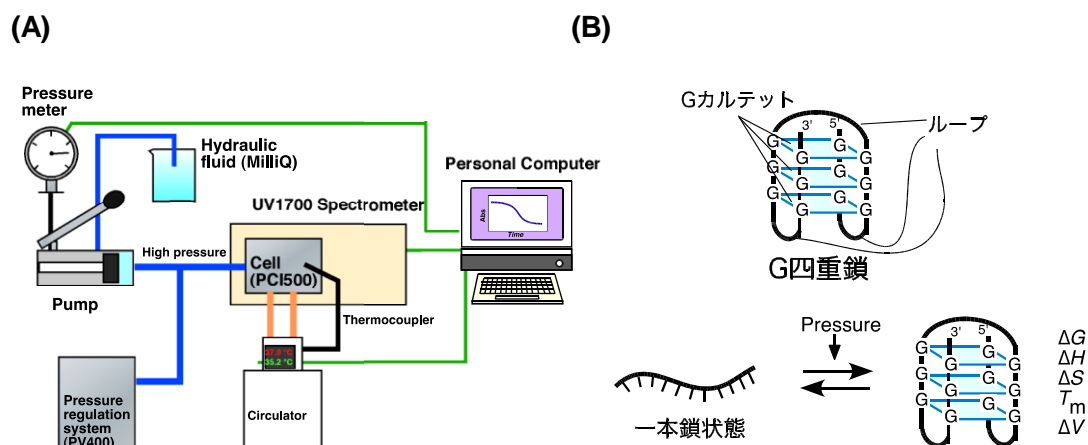 (A)
Pressure
meter
Hydraulic
fluid (MilliQ)
Personal Computer
UV1700 Spectrometer
Abs
Time
High pressure
Cell
(PCI500)
Pump
Thermocoupler
37.0 °C
35.2 °C
Pressure
regulation
system
(PV400)
Circulator
(B)
Gカルテット
3' 5'
ループ
G
G
G
G
G
G
G
G
G
G
G
G
G四重鎖
Pressure
一本鎖状態
3' 5'
G
G
G
G
G
G
G
G
G
G
G
G
ΔG
ΔH
ΔS
Tm
ΔV